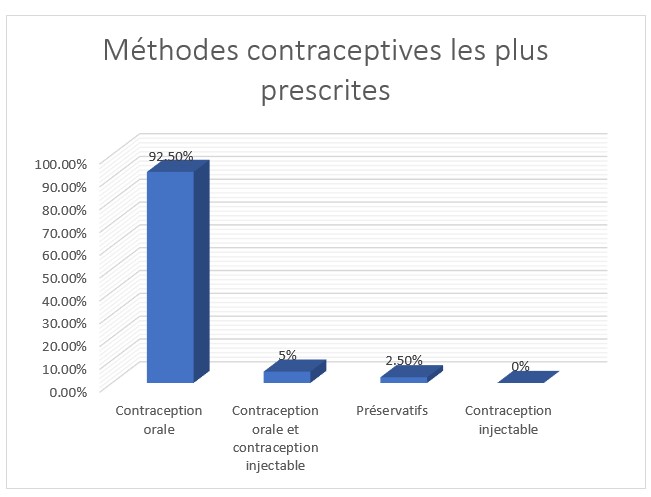 Méthodes contraceptives les plus
prescrites
92.50%
5%
2.50%
0%
100.00%
90.00%
80.00%
70.00%
60.00%
50.00%
40.00%
30.00%
20.00%
10.00%
0.00%
Contraception
orale
Contraception
orale et
contraception
injectable
Préservatifs
Contraception
injectable